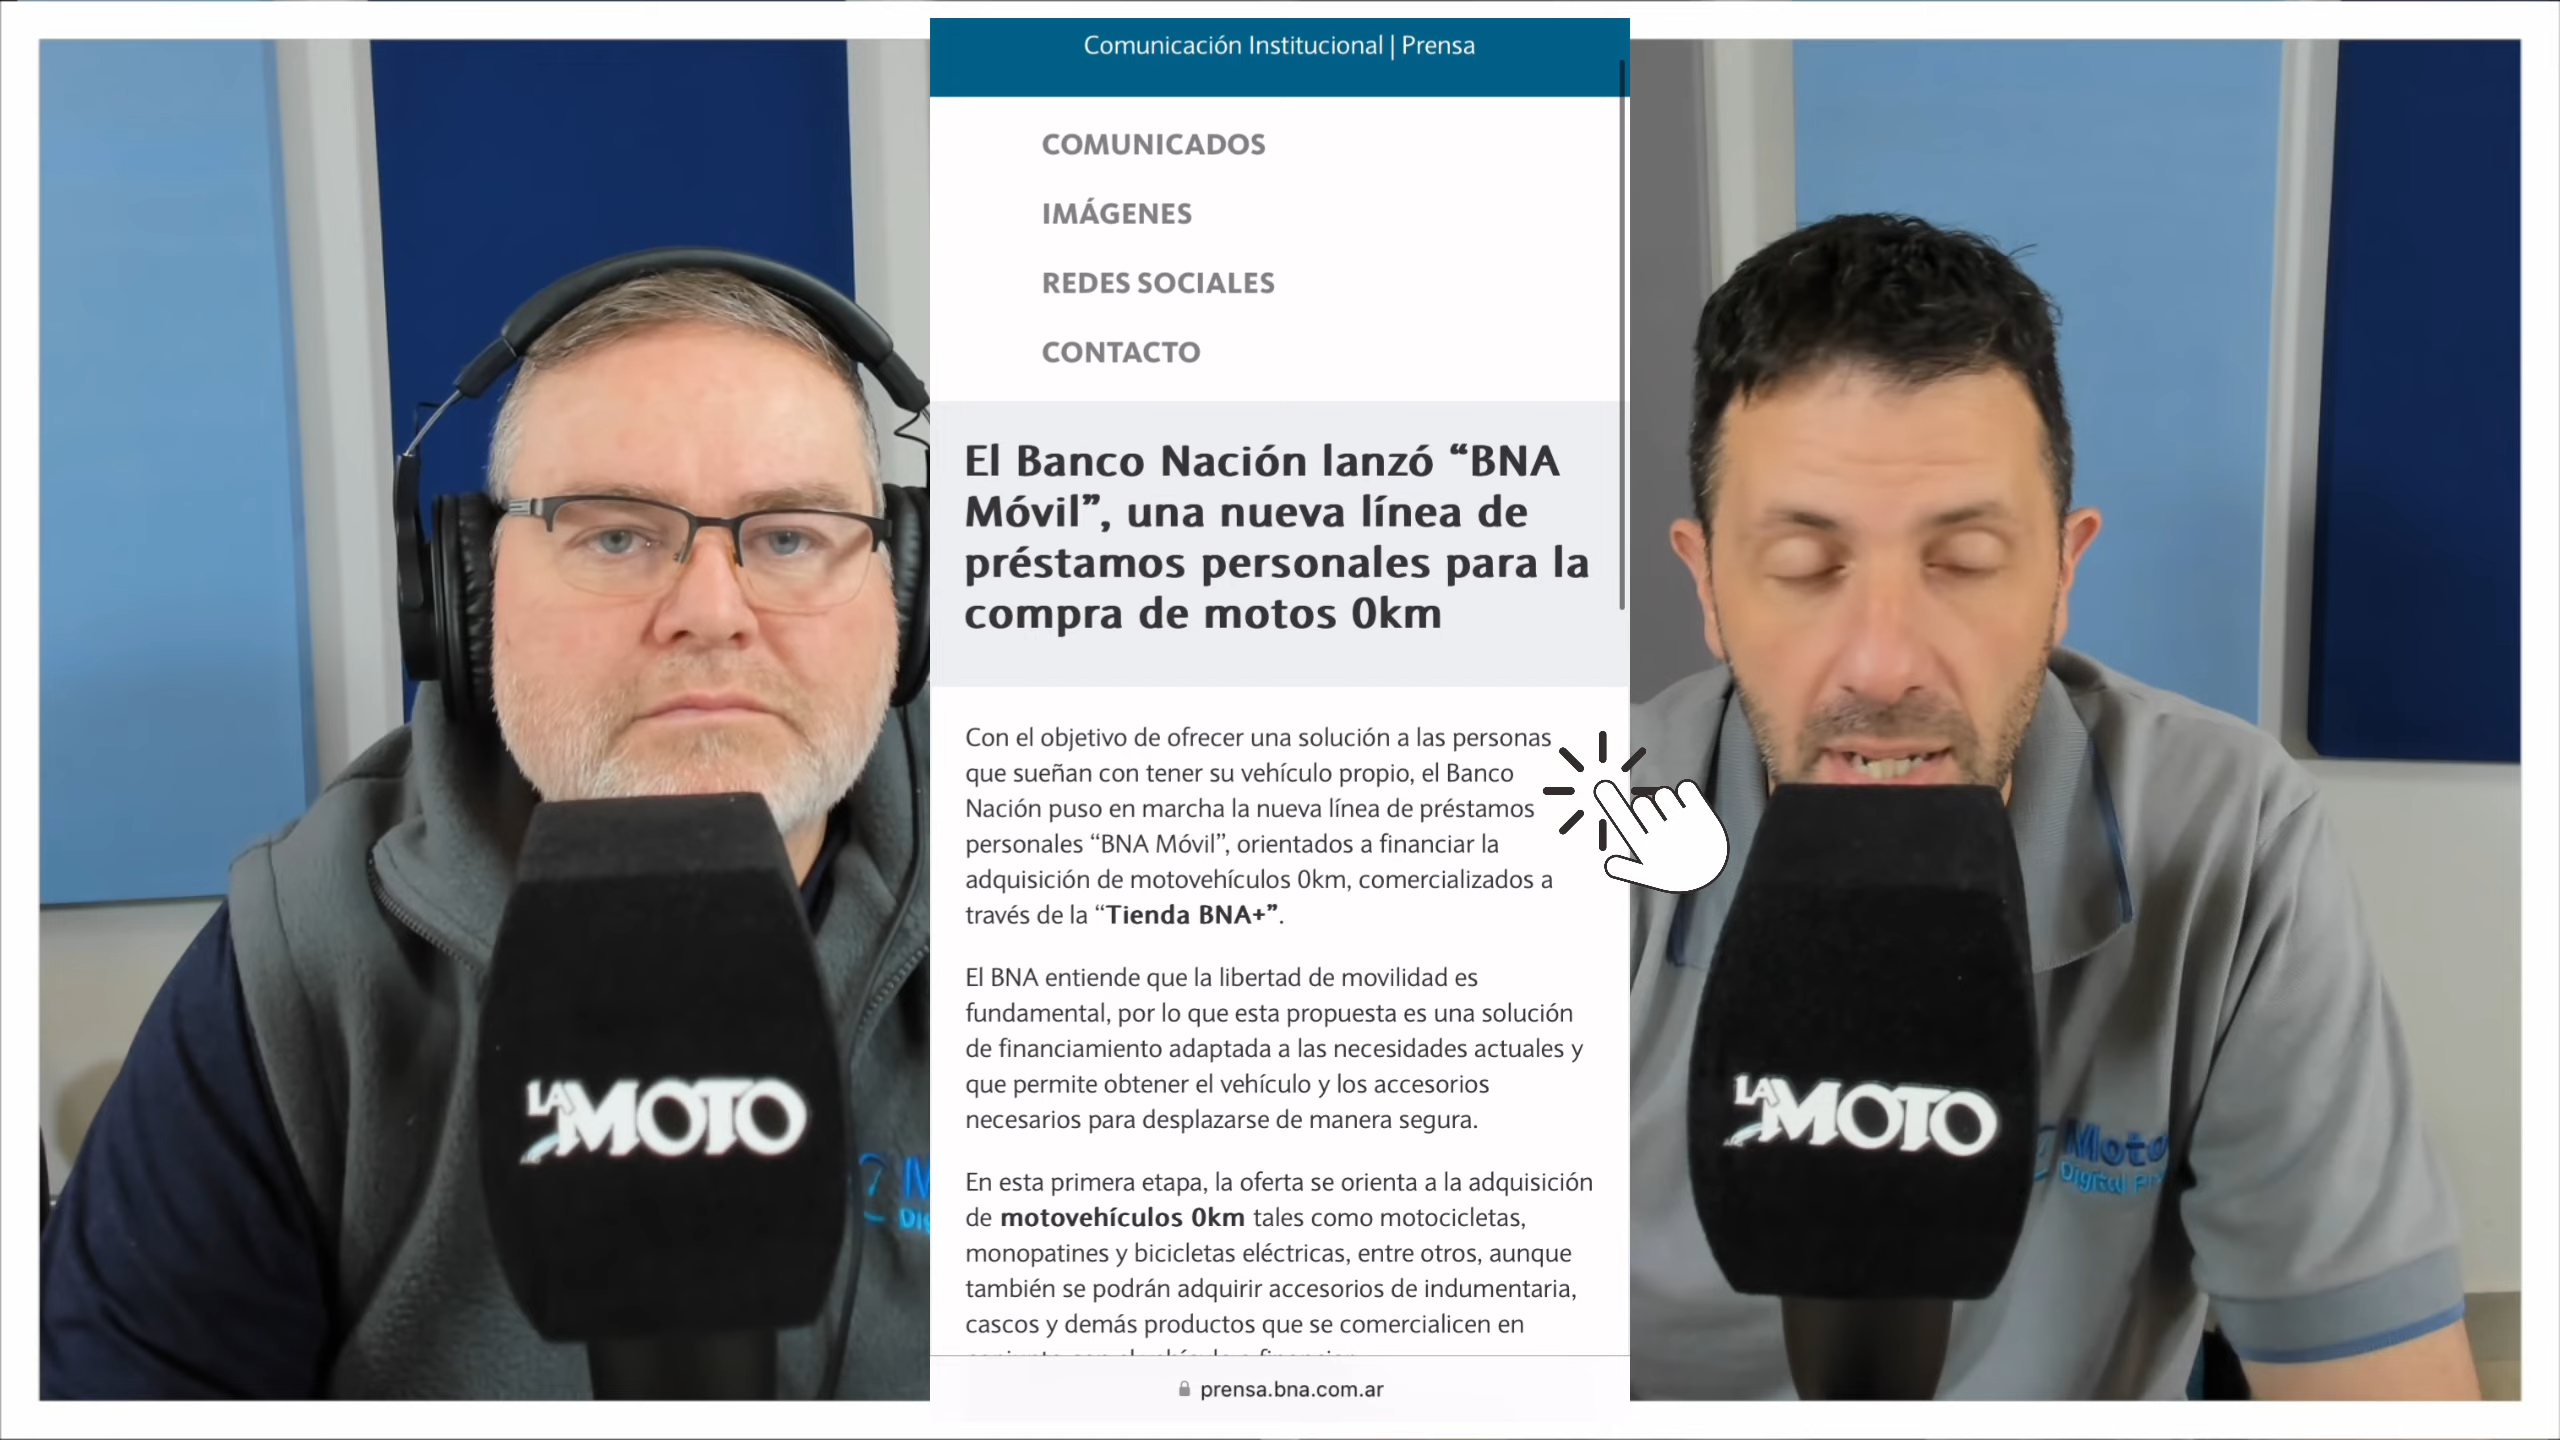 Comunicación Institucional | Prensa
COMUNICADOS
IMÁGENES
REDES SOCIALES
CONTACTO
El Banco Nación lanzó “BNA
Móvil”, una nueva línea de
préstamos personales para la
compra de motos 0km
Con el objetivo de ofrecer una solución a las personas
que sueñan con tener su vehículo propio, el Banco
Nación puso en marcha la nueva línea de préstamos
personales “BNA Móvil”, orientados a financiar la
adquisición de motovehículos 0km, comercializados a
través de la “Tienda BNA+”.
El BNA entiende que la libertad de movilidad es
fundamental, por lo que esta propuesta es una solución
de financiamiento adaptada a las necesidades actuales y
que permite obtener el vehículo y los accesorios
necesarios para desplazarse de manera segura.
En esta primera etapa, la oferta se orienta a la adquisición
de motovehículos 0km tales como motocicletas,
monopatines y bicicletas eléctricas, entre otros, aunque
también se podrán adquirir accesorios de indumentaria,
cascos y demás productos que se comercialicen en
prensa.bna.com.ar
LA MOTO
LA MOTO
Moto
Digital